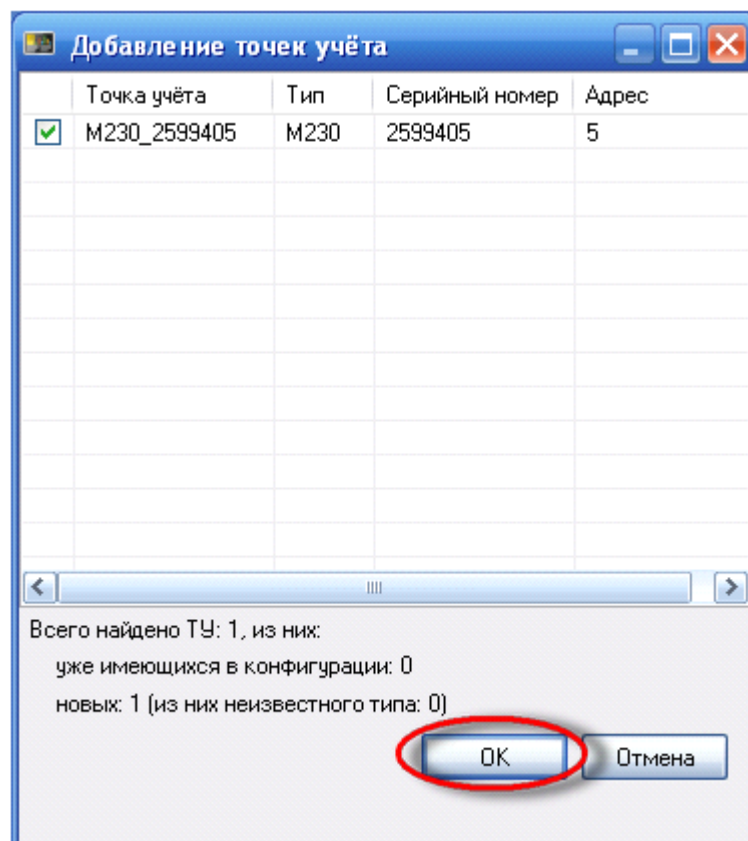 Добавление точек учёта
Точка учёта Тип Серийный номер Адрес
M230_2599405 M230 2599405 5
Всего найдено ТУ: 1, из них:
уже имеющихся в конфигурации: 0
новых: 1 (из них неизвестного типа: 0)
OK Отмена